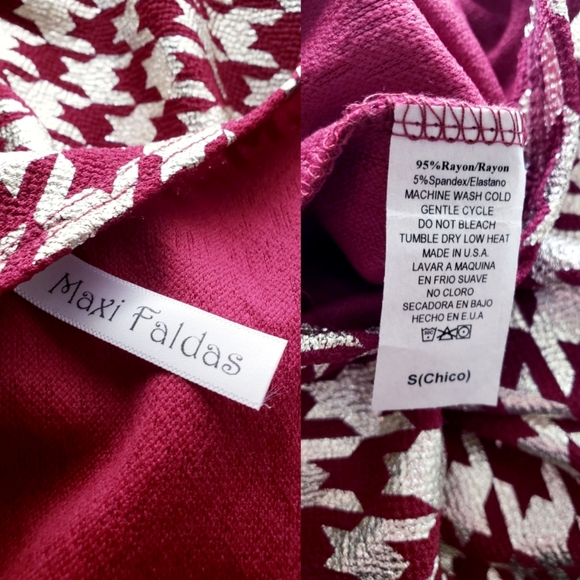 Maxi Faldas
95%Rayon/Rayon
5%Spandex/Elastano
MACHINE WASH COLD
GENTLE CYCLE
DO NOT BLEACH
TUMBLE DRY LOW HEAT
MADE IN U.S.A.
LAVAR A MAQUINA
EN FRIO SUAVE
NO CLORO
SECADORA EN BAJO
HECHO EN E.U.A
S(Chico)